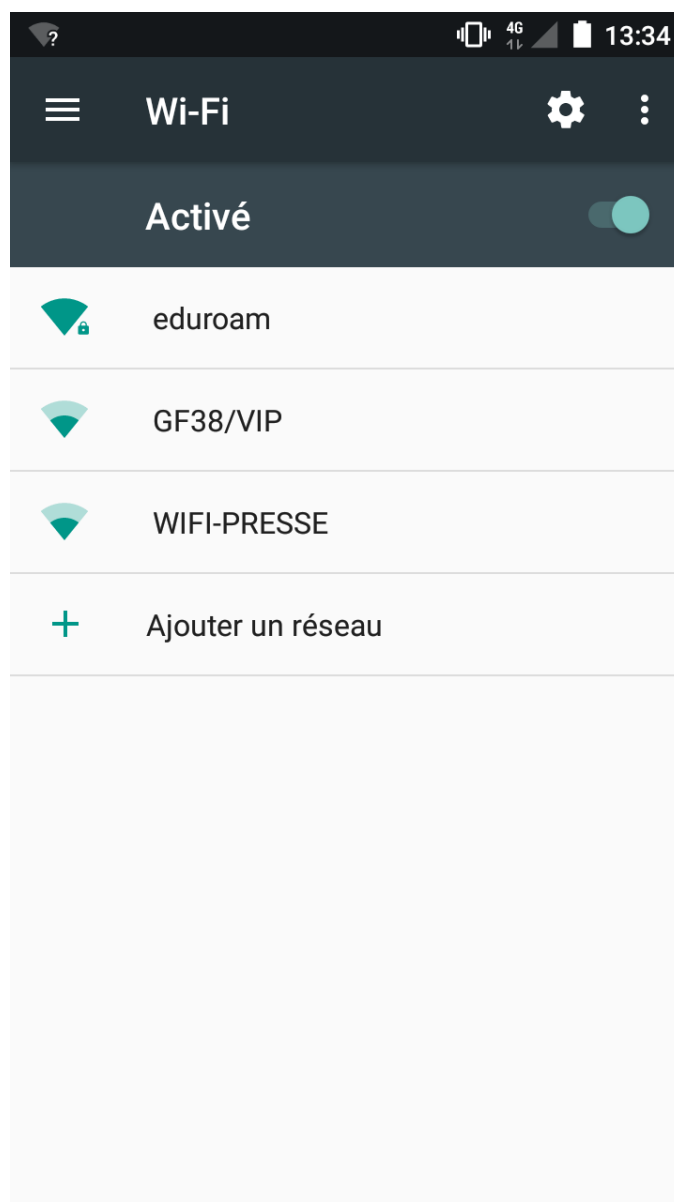 ? 4G 13:34
Wi-Fi
Activé
eduroam
GF38/VIP
WIFI-PRESSE
Ajouter un réseau